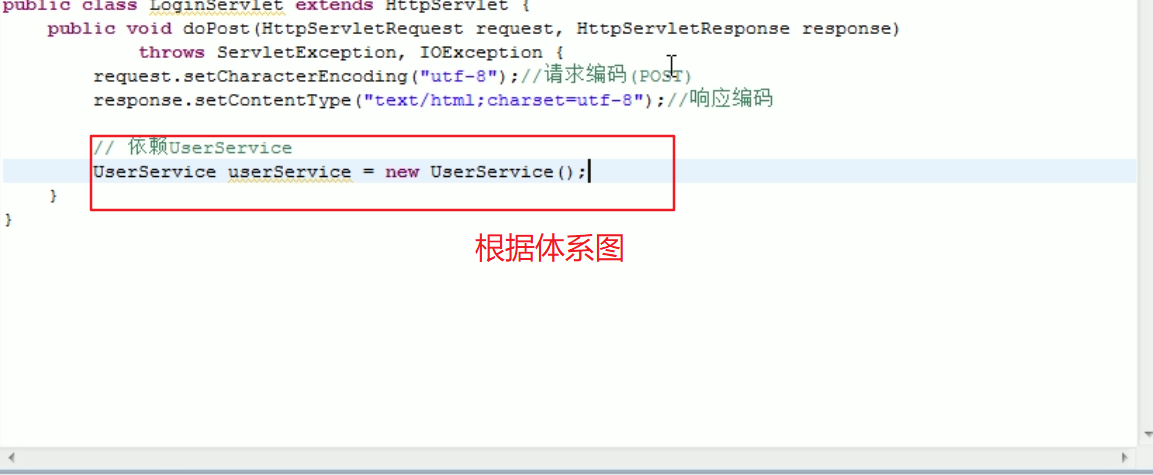 public class LoginServlet extends HttpServlet {
public void doPost(HttpServletRequest request, HttpServletResponse response)
throws ServletException, IOException {
request.setCharacterEncoding("utf-8");//请求编码(POST)
response.setContentType("text/html;charset=utf-8");//响应编码
// 依赖UserService
UserService userService = new UserService();
}
}
根据体系图